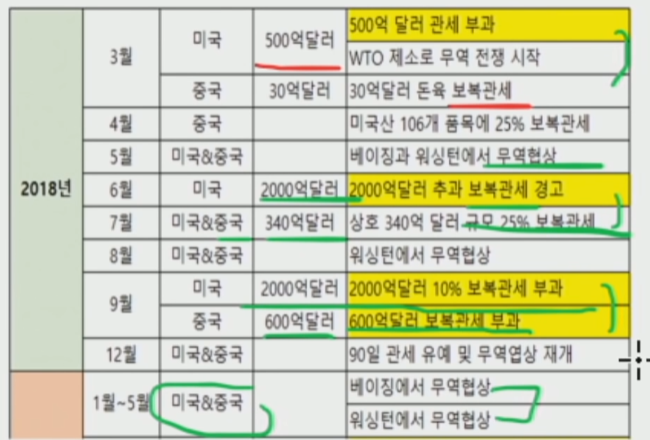 미국 500억달러 500억 달러 관세 부과
3월 WTO 제소로 무역 전쟁 시작
중국 30억달러 30억달러 돈육 보복관세
4월 중국 미국산 106개 품목에 25% 보복관세
5월 미국&중국 베이징과 워싱턴에서 무역협상
2018년 6월 미국 2000억달러 2000억달러 추과 보복관세 경고
7월 미국&중국 340억달러 상호 340억 달러 규모 25% 보복관세
8월 미국&중국 워싱턴에서 무역협상
9월 미국 2000억달러 2000억달러 10% 보복관세 부과
중국 600억달러 600억달러 보복관세 부과
12월 미국&중국 90일 관세 유예 및 무역엽상 재개
1월~5월 미국&중국 베이징에서 무역협상
워싱턴에서 무역협상